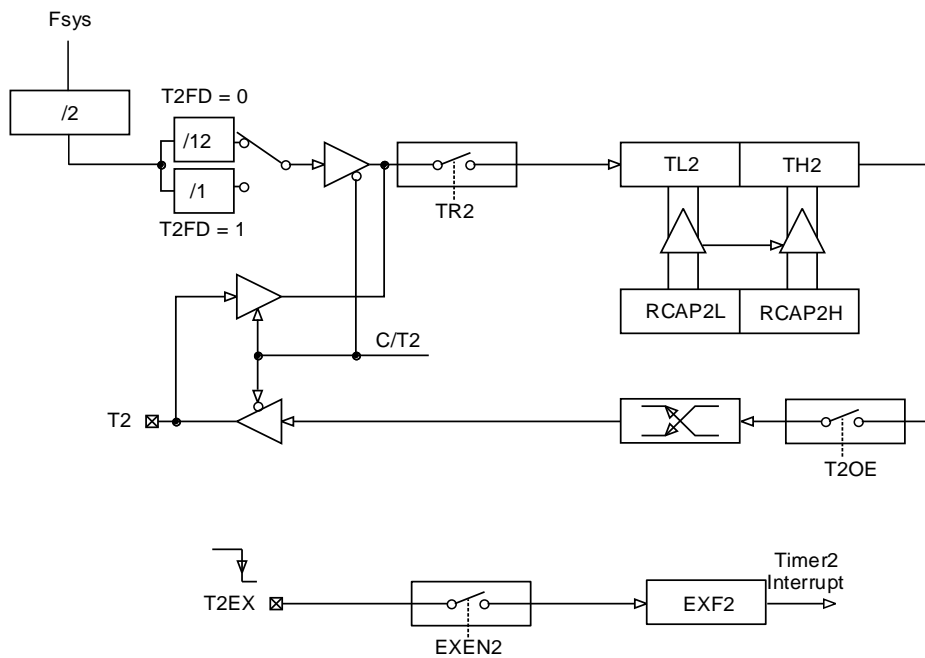 Fsys
/2
T2FD = 0
/12
/1
T2FD = 1
TR2
TL2
TH2
RCAP2L
RCAP2H
C/T2
T2
T2OE
T2EX
EXEN2
EXF2
Timer2
Interrupt